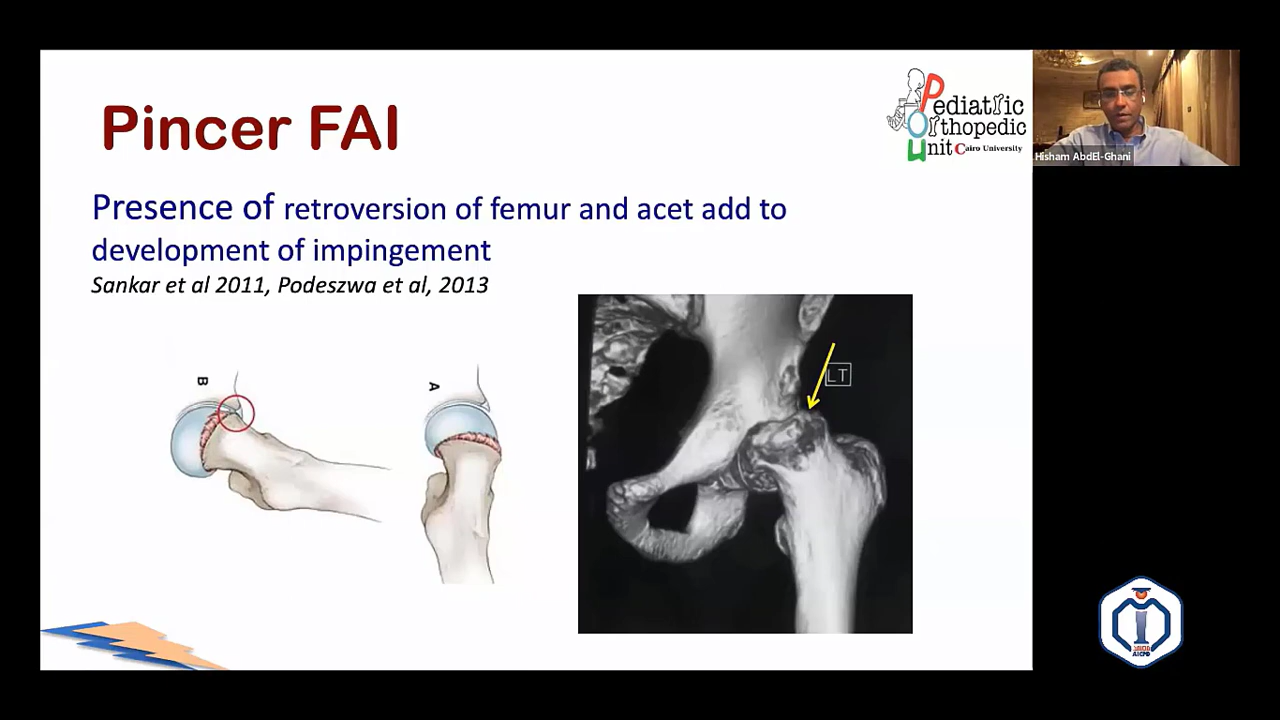 Pincer FAI
Pediatric
Orthopedic
Unit Cairo University
Hisham AbdEl-Ghani
Presence of retroversion of femur and acet add to
development of impingement
Sankar et al 2011, Podeszwa et al, 2013
B
A
LT